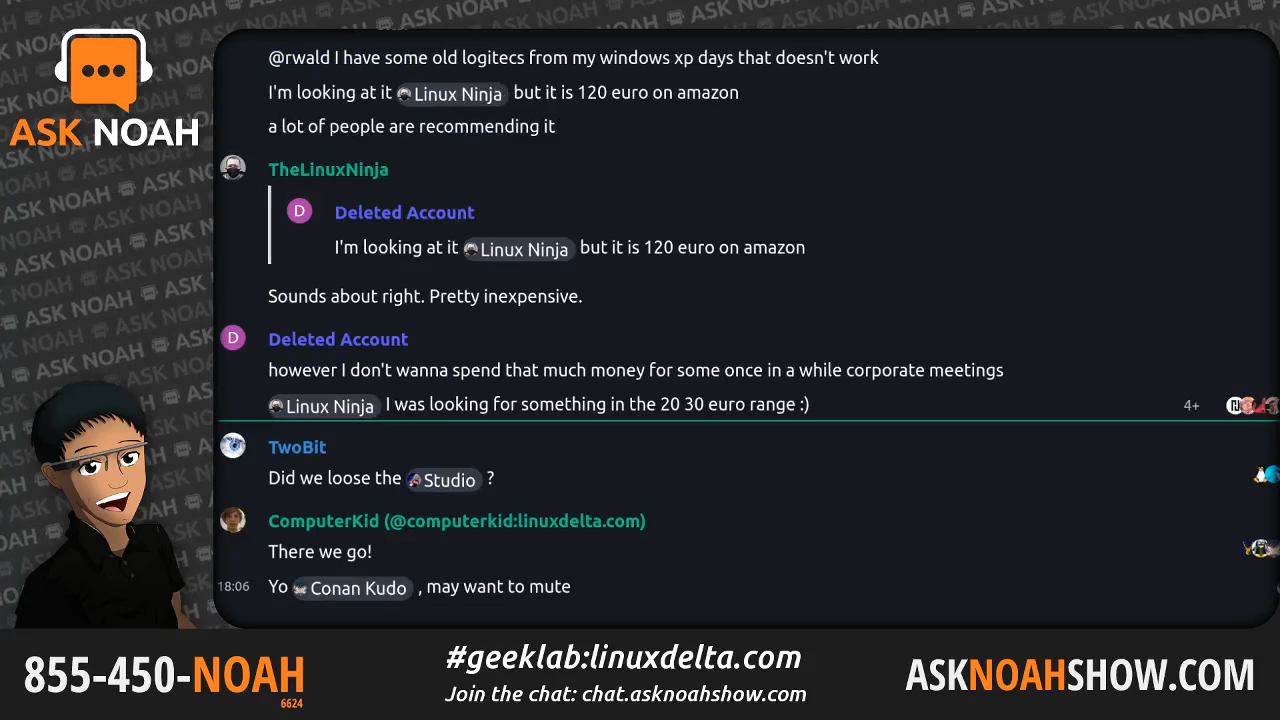 @rwald I have some old logitecs from my windows xp days that doesn't work
I'm looking at it Linux Ninja but it is 120 euro on amazon
a lot of people are recommending it
ASK NOAH
TheLinuxNinja
D
Deleted Account
I'm looking at it Linux Ninja but it is 120 euro on amazon
Sounds about right. Pretty inexpensive.
D
Deleted Account
however I don't wanna spend that much money for some once in a while corporate meetings
Linux Ninja I was looking for something in the 20 30 euro range :)
4+
TwoBit
Did we loose the Studio ?
ComputerKid (@computerkid:linuxdelta.com)
There we go!
18:06 Yo Conan Kudo , may want to mute
855-450-NOAH
6624
#geeklab:linuxdelta.com
Join the chat: chat.asknoahshow.com
ASKNOAHSHOW.COM